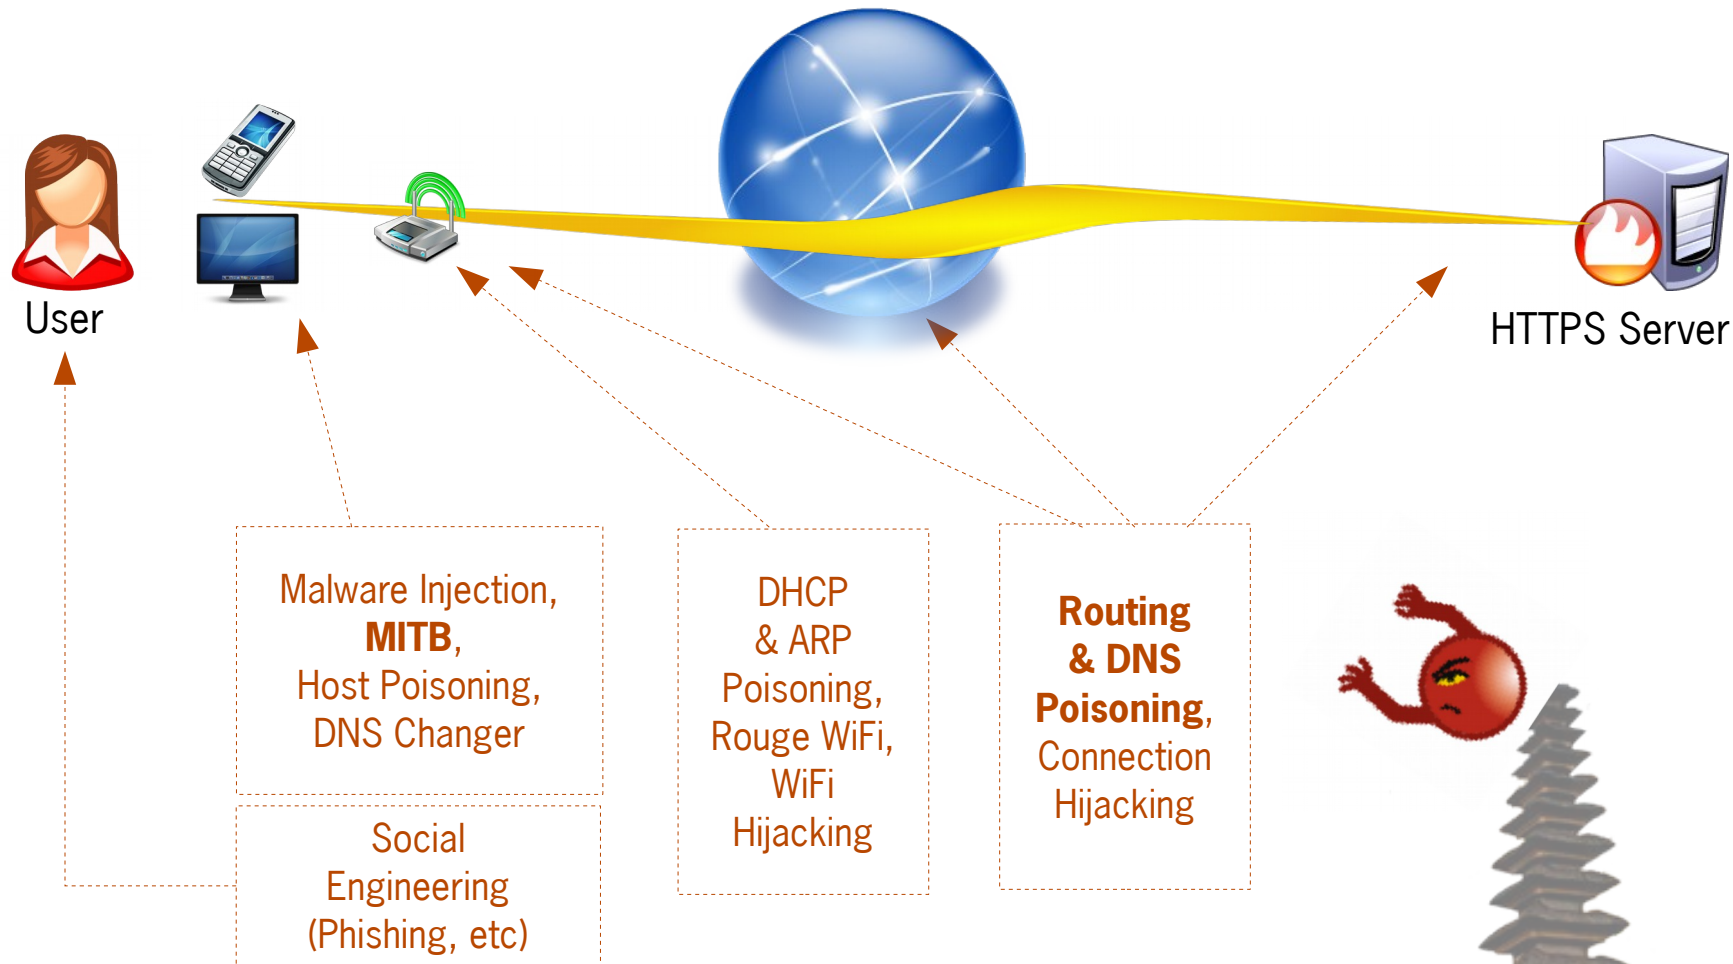 User
HTTPS Server
Malware Injection,
MITB,
Host Poisoning,
DNS Changer
Social
Engineering
(Phishing, etc)
DHCP
& ARP
Poisoning,
Rouge WiFi,
WiFi
Hijacking
Routing
& DNS
Poisoning,
Connection
Hijacking